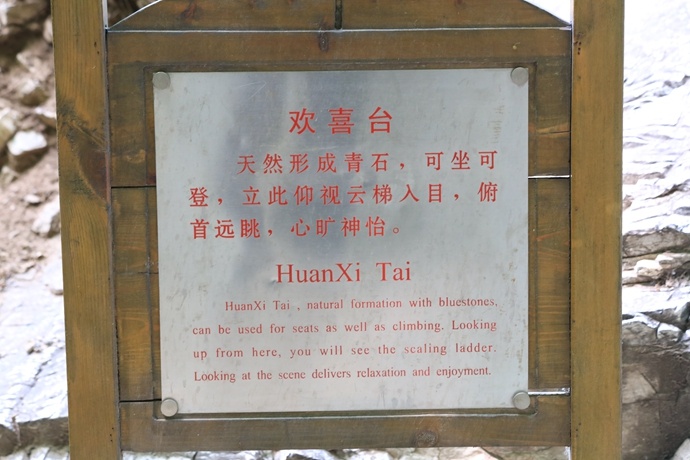 欢喜台
天然形成青石，可坐可
登，立此仰视云梯入目，俯
首远眺，心旷神怡。
HuanXi Tai
HuanXi Tai , natural formation with bluestones,
can be used for seats as well as climbing. Looking
up from here, you will see the scaling ladder.
Looking at the scene delivers relaxation and enjoyment.